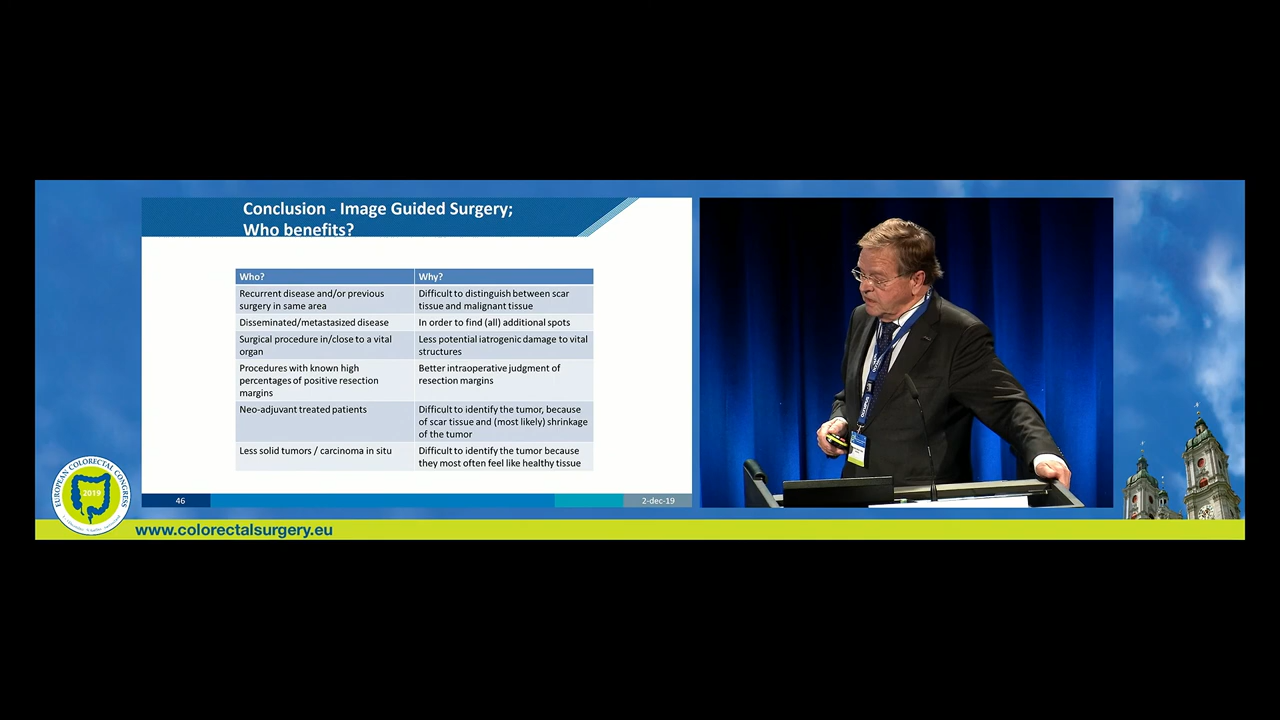 Conclusion - Image Guided Surgery;
Who benefits?
Who?
Why?
Recurrent disease and/or previous
surgery in same area
Difficult to distinguish between scar
tissue and malignant tissue
Disseminated/metastasized disease
In order to find (all) additional spots
Surgical procedure in/close to a vital
organ
Less potential iatrogenic damage to vital
structures
Procedures with known high
percentages of positive resection
margins
Better intraoperative judgment of
resection margins
Neo-adjuvant treated patients
Difficult to identify the tumor, because
of scar tissue and (most likely) shrinkage
of the tumor
Less solid tumors / carcinoma in situ
Difficult to identify the tumor because
they most often feel like healthy tissue
46
2-dec-19
EUROPEAN COLORECTAL CONGRESS
2019
www.colorectalsurgery.eu